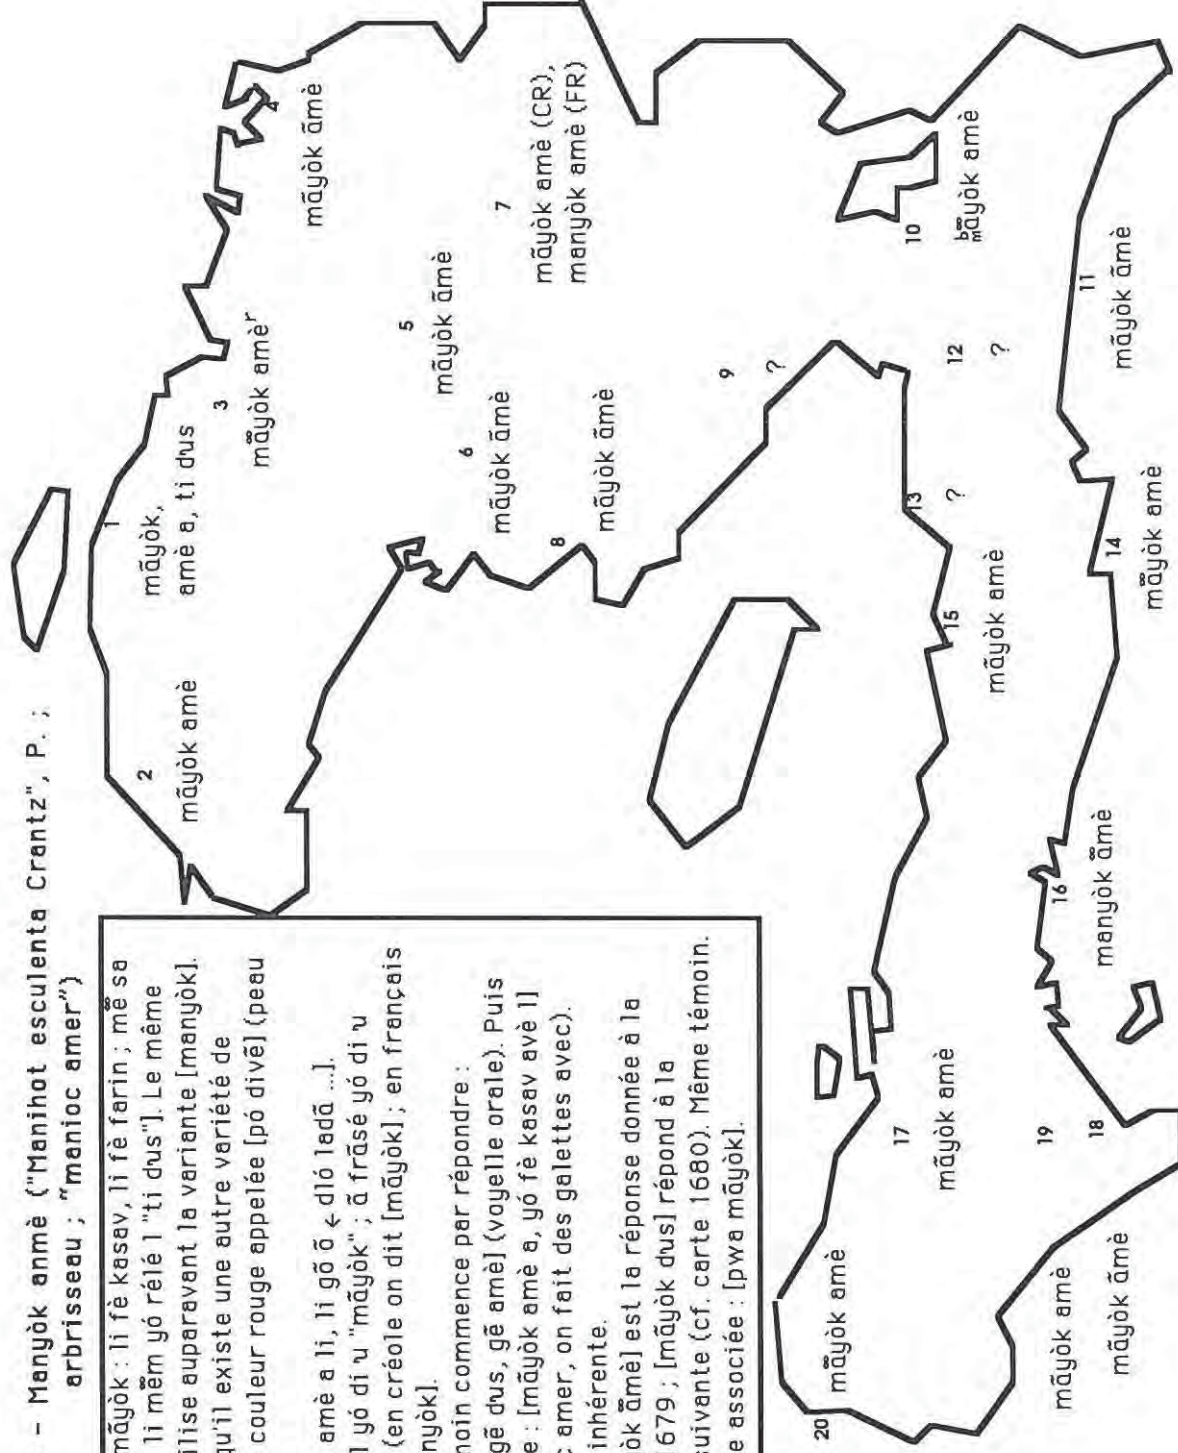 - Manyòk anmè ("Manihot esculenta Crantz", P. ;
arbrisseau ; "manioc amer")
mãyòk : li fè kasav, li fè farin ; mẽ sa
li mẽm yó rélé l "ti dus"]. Le même
ilise auparavant la variante [manyòk].
qu'il existe une autre variété de
couleur rouge appelée [pó divẽ] (peau
amè a li, li gõ õ dló ladã ...].
] yó di u "mãyòk" ; ã frãsé yó di u
(en créole on dit [mãyòk] ; en français
nyòk].
noin commence par répondre :
gẽ dus, gẽ amè] (voyelle orale). Puis
e : [mãyòk amè a, yó fè kasav avè l]
c amer, on fait des galettes avec).
inhérente.
òk ãmè] est la réponse donnée à la
1679 ; [mãyòk dus] répond à la
suivante (cf. carte 1680). Même témoin.
e associée : [pwa mãyòk].
2
mãyòk amè
1
mãyòk,
amè a, ti dus
3
mãyòk amèʳ
4
mãyòk ãmè
5
mãyòk ãmè
6
mãyòk ãmè
7
mãyòk amè (CR),
manyòk amè (FR)
8
mãyòk ãmè
9
?
10
mãyòk amè
11
mãyòk ãmè
12
?
13
?
14
mãyòk amè
15
mãyòk amè
16
manyòk ãmè
17
mãyòk amè
18
mãyòk ãmè
19
mãyòk amè
20
mãyòk amè